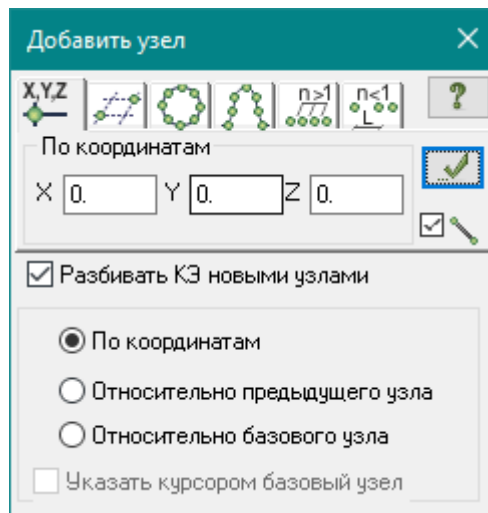 Добавить узел
X,Y,Z n>1 n<1 ?
L
По координатам
X 0. Y 0. Z 0.
Разбивать КЭ новыми узлами
По координатам
Относительно предыдущего узла
Относительно базового узла
Указать курсором базовый узел